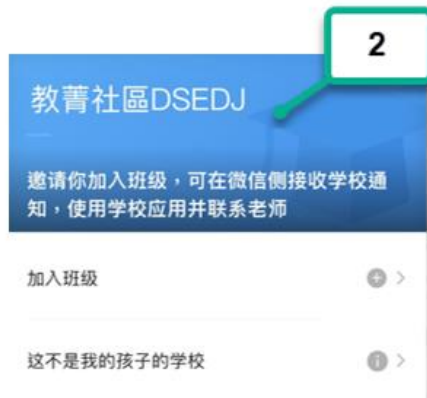 2
教菁社區DSEDJ
邀请你加入班级，可在微信侧接收学校通
知，使用学校应用并联系老师
加入班级
这不是我的孩子的学校